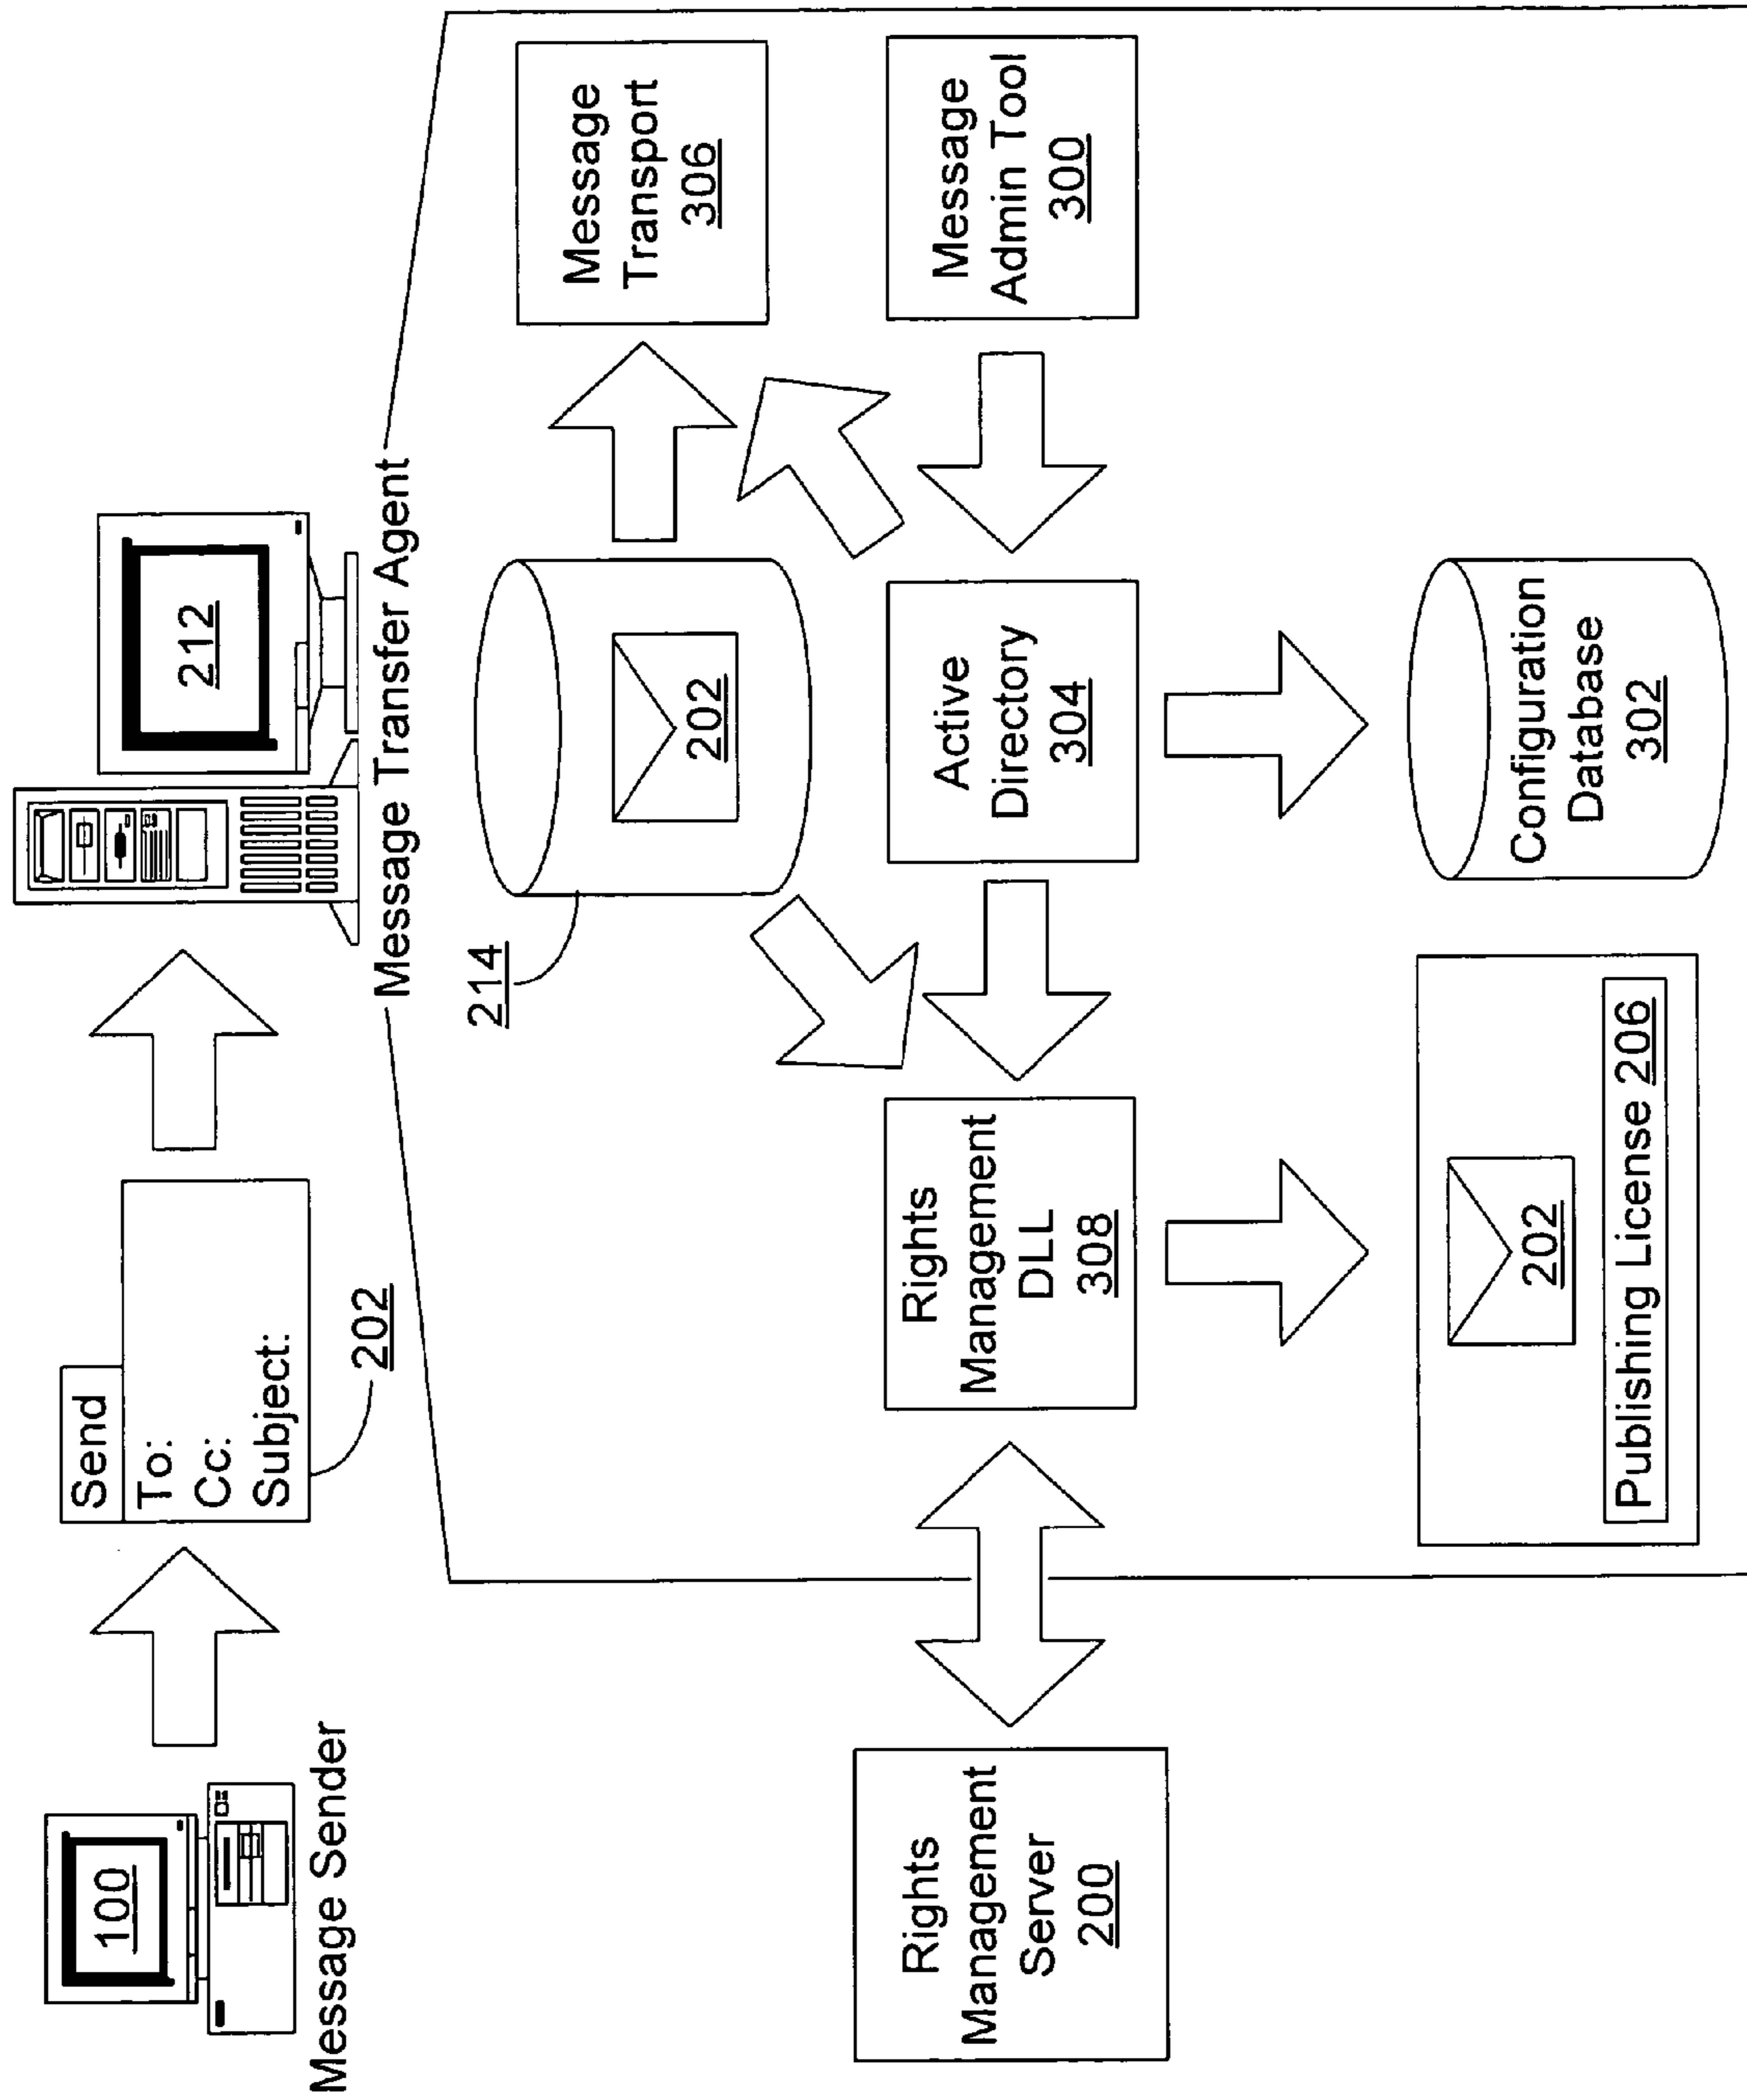 100
Message Sender
Send
To:
Cc:
Subject:
202
212
Message Transfer Agent
214
202
Message
Transport
306
Rights
Management
Server
200
Rights
Management
DLL
308
Active
Directory
304
Message
Admin Tool
300
202
Publishing License 206
Configuration
Database
302